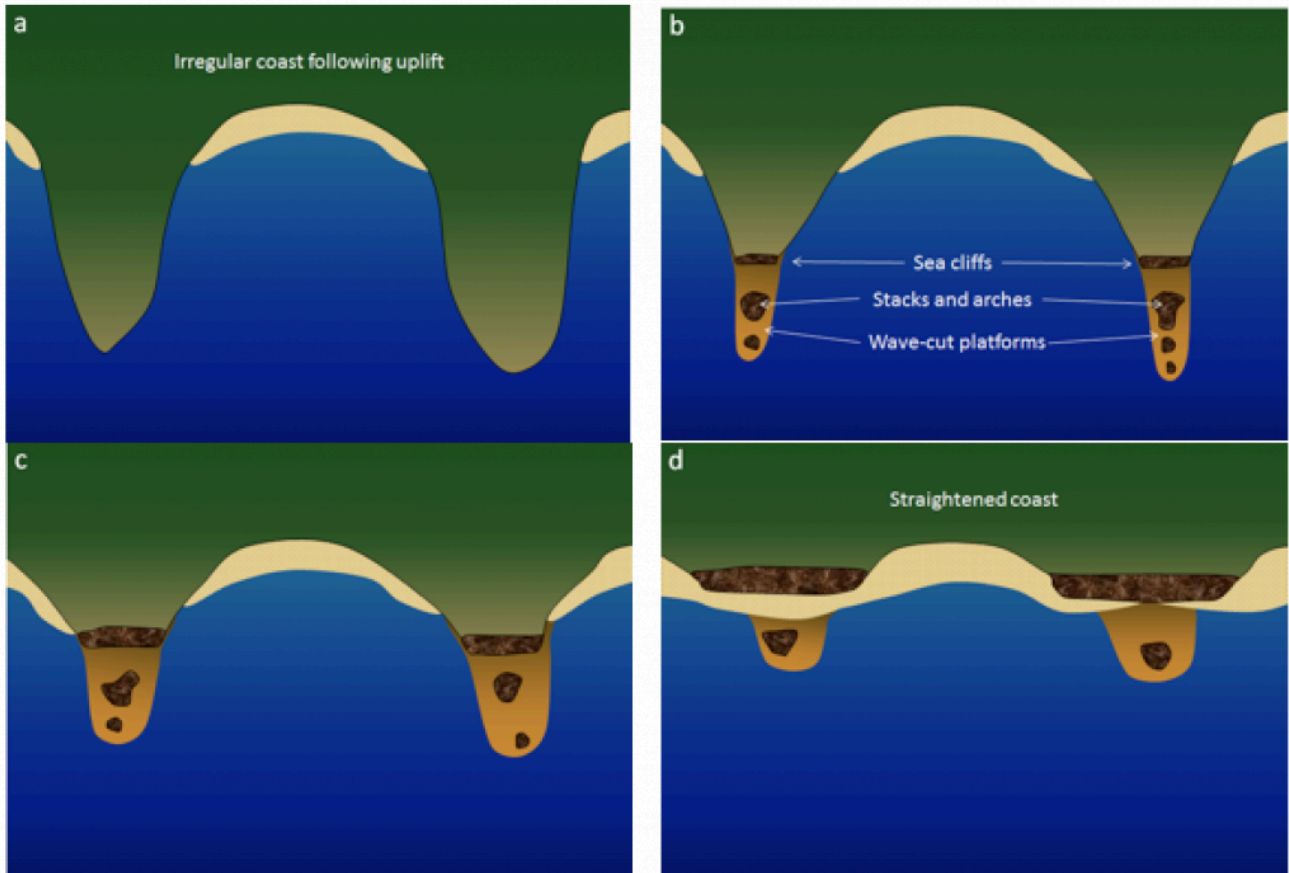 a
Irregular coast following uplift
b
Sea cliffs
Stacks and arches
Wave-cut platforms
c
d
Straightened coast